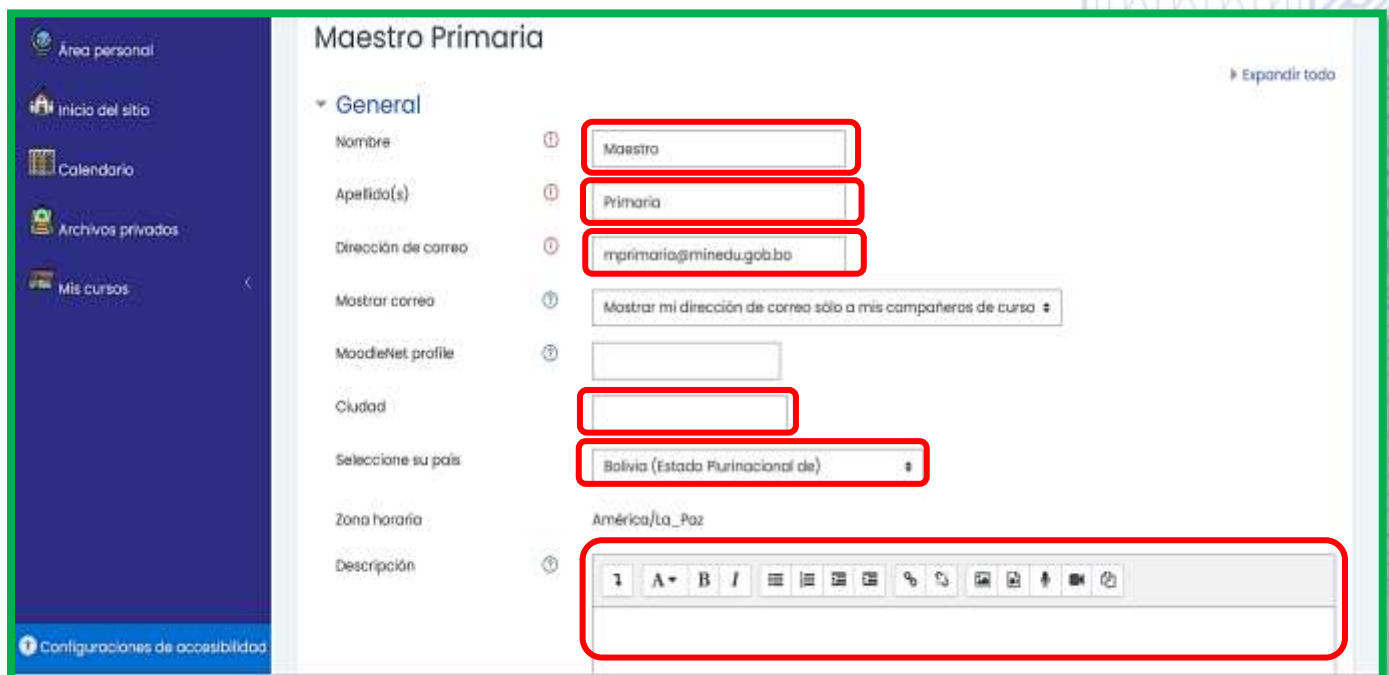 Área personal
Inicio del sitio
Calendario
Archivos privados
Mis cursos
Configuraciones de accesibilidad
Maestro Primaria
Expandir todo
General
Nombre
Maestro
Apellido(s)
Primaria
Dirección de correo
mprimaria@minedu.gob.bo
Mostrar correo
Mostrar mi dirección de correo sólo a mis compañeros de curso
MoodleNet profile
Ciudad
Seleccione su país
Bolivia (Estado Plurinacional de)
Zona horaria
América/La_Paz
Descripción
A B I